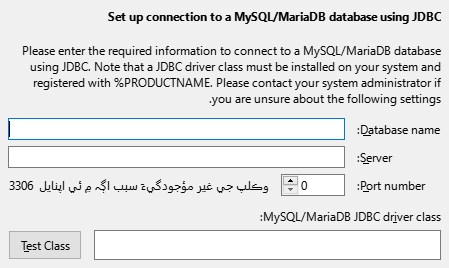 Set up connection to a MySQL/MariaDB database using JDBC
Please enter the required information to connect to a MySQL/MariaDB database
using JDBC. Note that a JDBC driver class must be installed on your system and
registered with %PRODUCTNAME. Please contact your system administrator if
you are unsure about the following settings.
Database name:
Server:
Port number: 0 وڪلپ جي غير مؤجودگيءَ سبب اڳہ ۾ ئي اپنايل 3306
MySQL/MariaDB JDBC driver class:
Test Class